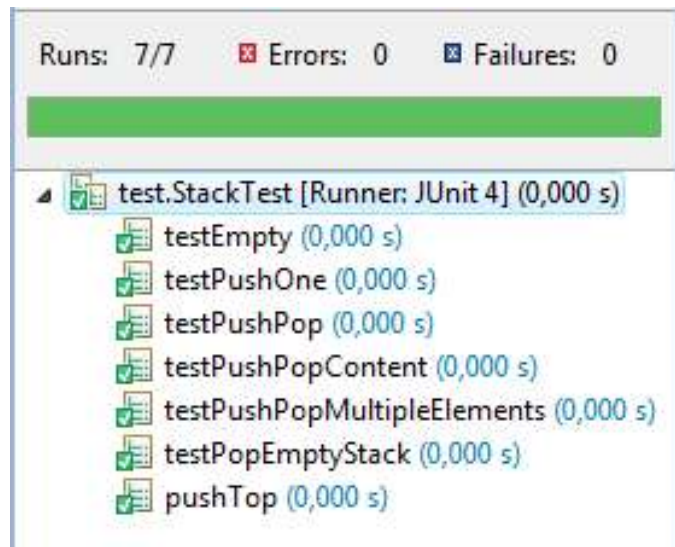 Runs: 7/7 Errors: 0 Failures: 0
test.StackTest [Runner: JUnit 4] (0,000 s)
testEmpty (0,000 s)
testPushOne (0,000 s)
testPushPop (0,000 s)
testPushPopContent (0,000 s)
testPushPopMultipleElements (0,000 s)
testPopEmptyStack (0,000 s)
pushTop (0,000 s)